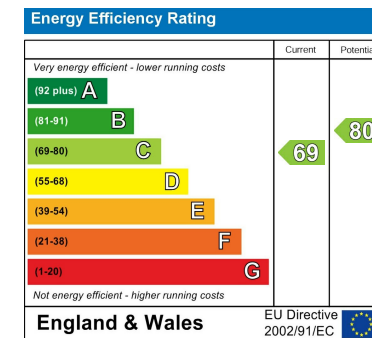 Energy Efficiency Rating
Current Potentia
Very energy efficient - lower running costs
(92 plus) A
(81-91) B
(69-80) C
(55-68) D
(39-54) E
(21-38) F
(1-20) G
69
80
Not energy efficient - higher running costs
England & Wales
EU Directive
2002/91/EC